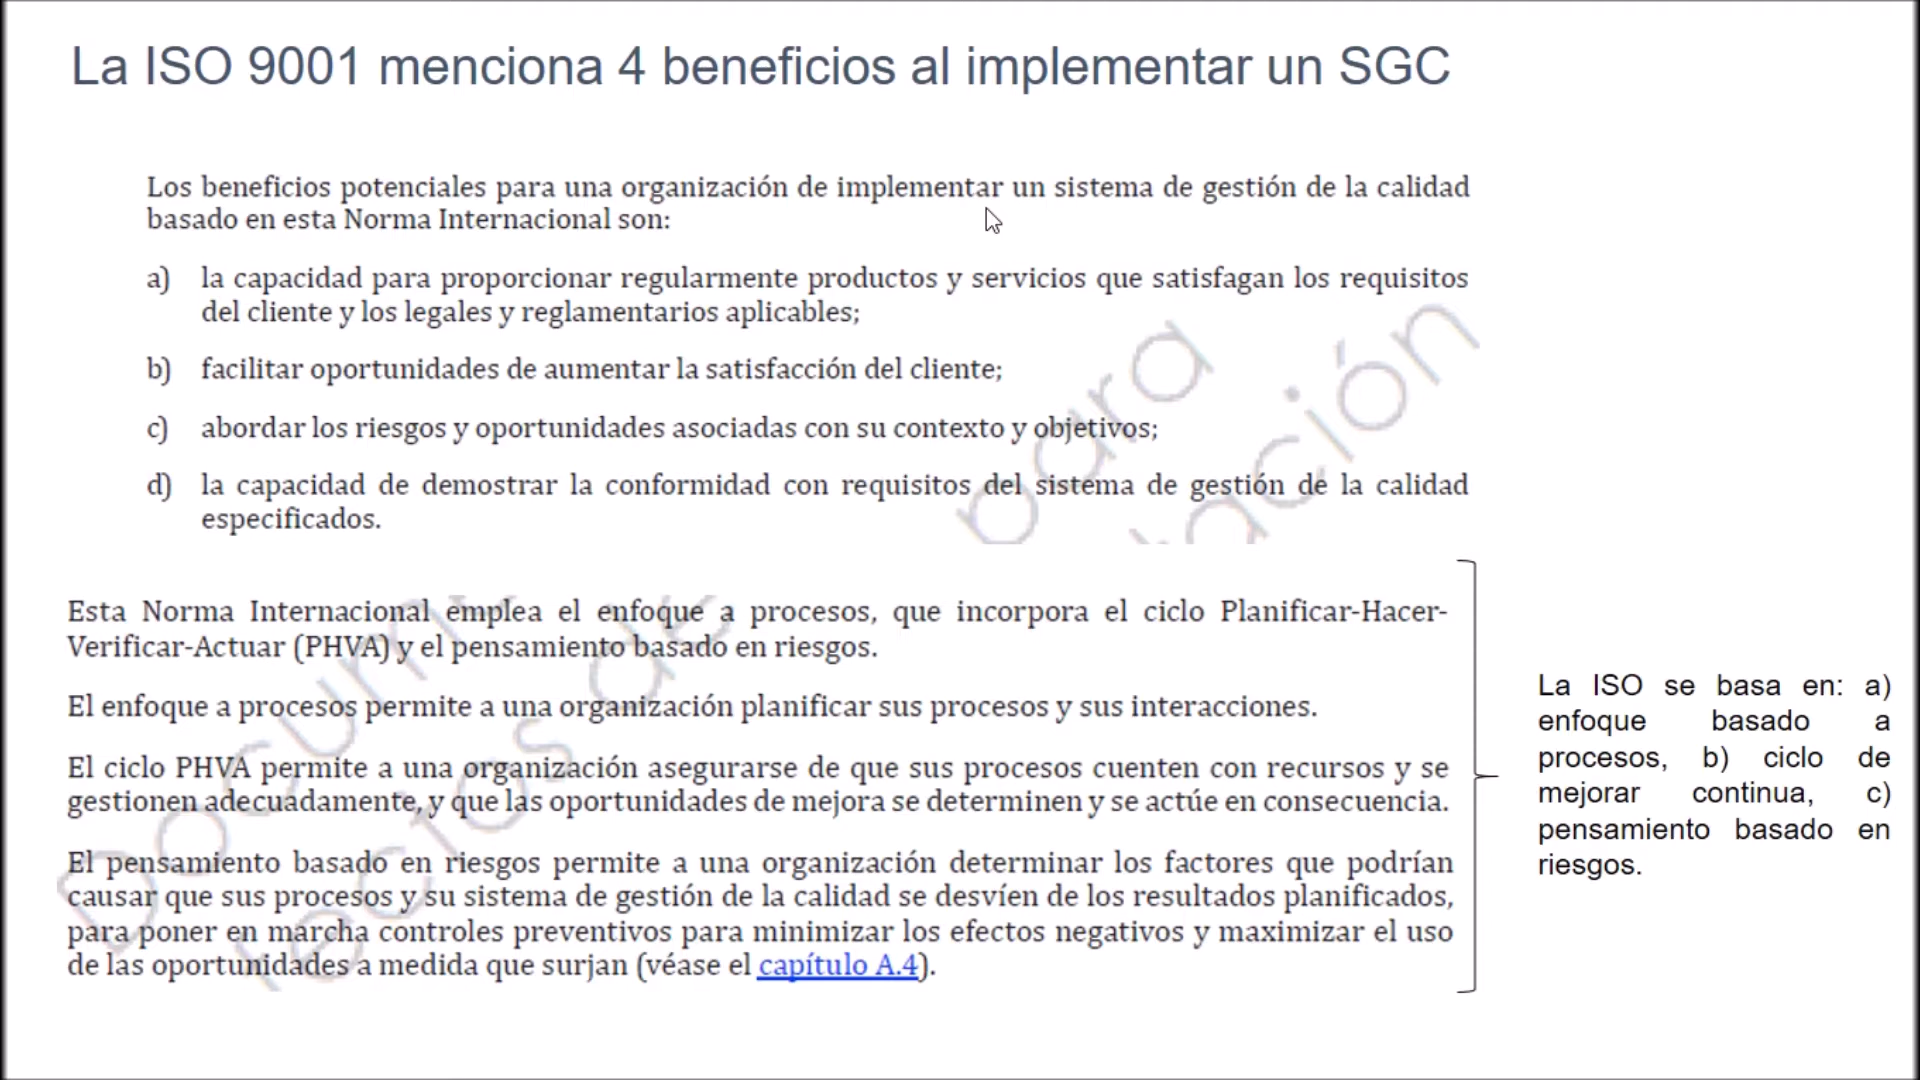 La ISO 9001 menciona 4 beneficios al implementar un SGC
Los beneficios potenciales para una organización de implementar un sistema de gestión de la calidad
basado en esta Norma Internacional son:
a) la capacidad para proporcionar regularmente productos y servicios que satisfagan los requisitos
del cliente y los legales y reglamentarios aplicables;
b) facilitar oportunidades de aumentar la satisfacción del cliente;
c) abordar los riesgos y oportunidades asociadas con su contexto y objetivos;
d) la capacidad de demostrar la conformidad con requisitos del sistema de gestión de la calidad
especificados.
Esta Norma Internacional emplea el enfoque a procesos, que incorpora el ciclo Planificar-Hacer-
Verificar-Actuar (PHVA) y el pensamiento basado en riesgos.
El enfoque a procesos permite a una organización planificar sus procesos y sus interacciones.
El ciclo PHVA permite a una organización asegurarse de que sus procesos cuenten con recursos y se
gestionen adecuadamente, y que las oportunidades de mejora se determinen y se actúe en consecuencia.
El pensamiento basado en riesgos permite a una organización determinar los factores que podrían
causar que sus procesos y su sistema de gestión de la calidad se desvíen de los resultados planificados,
para poner en marcha controles preventivos para minimizar los efectos negativos y maximizar el uso
de las oportunidades a medida que surjan (véase el capítulo A.4).
La ISO se basa en: a)
enfoque basado a
procesos, b) ciclo de
mejorar continua, c)
pensamiento basado en
riesgos.
para